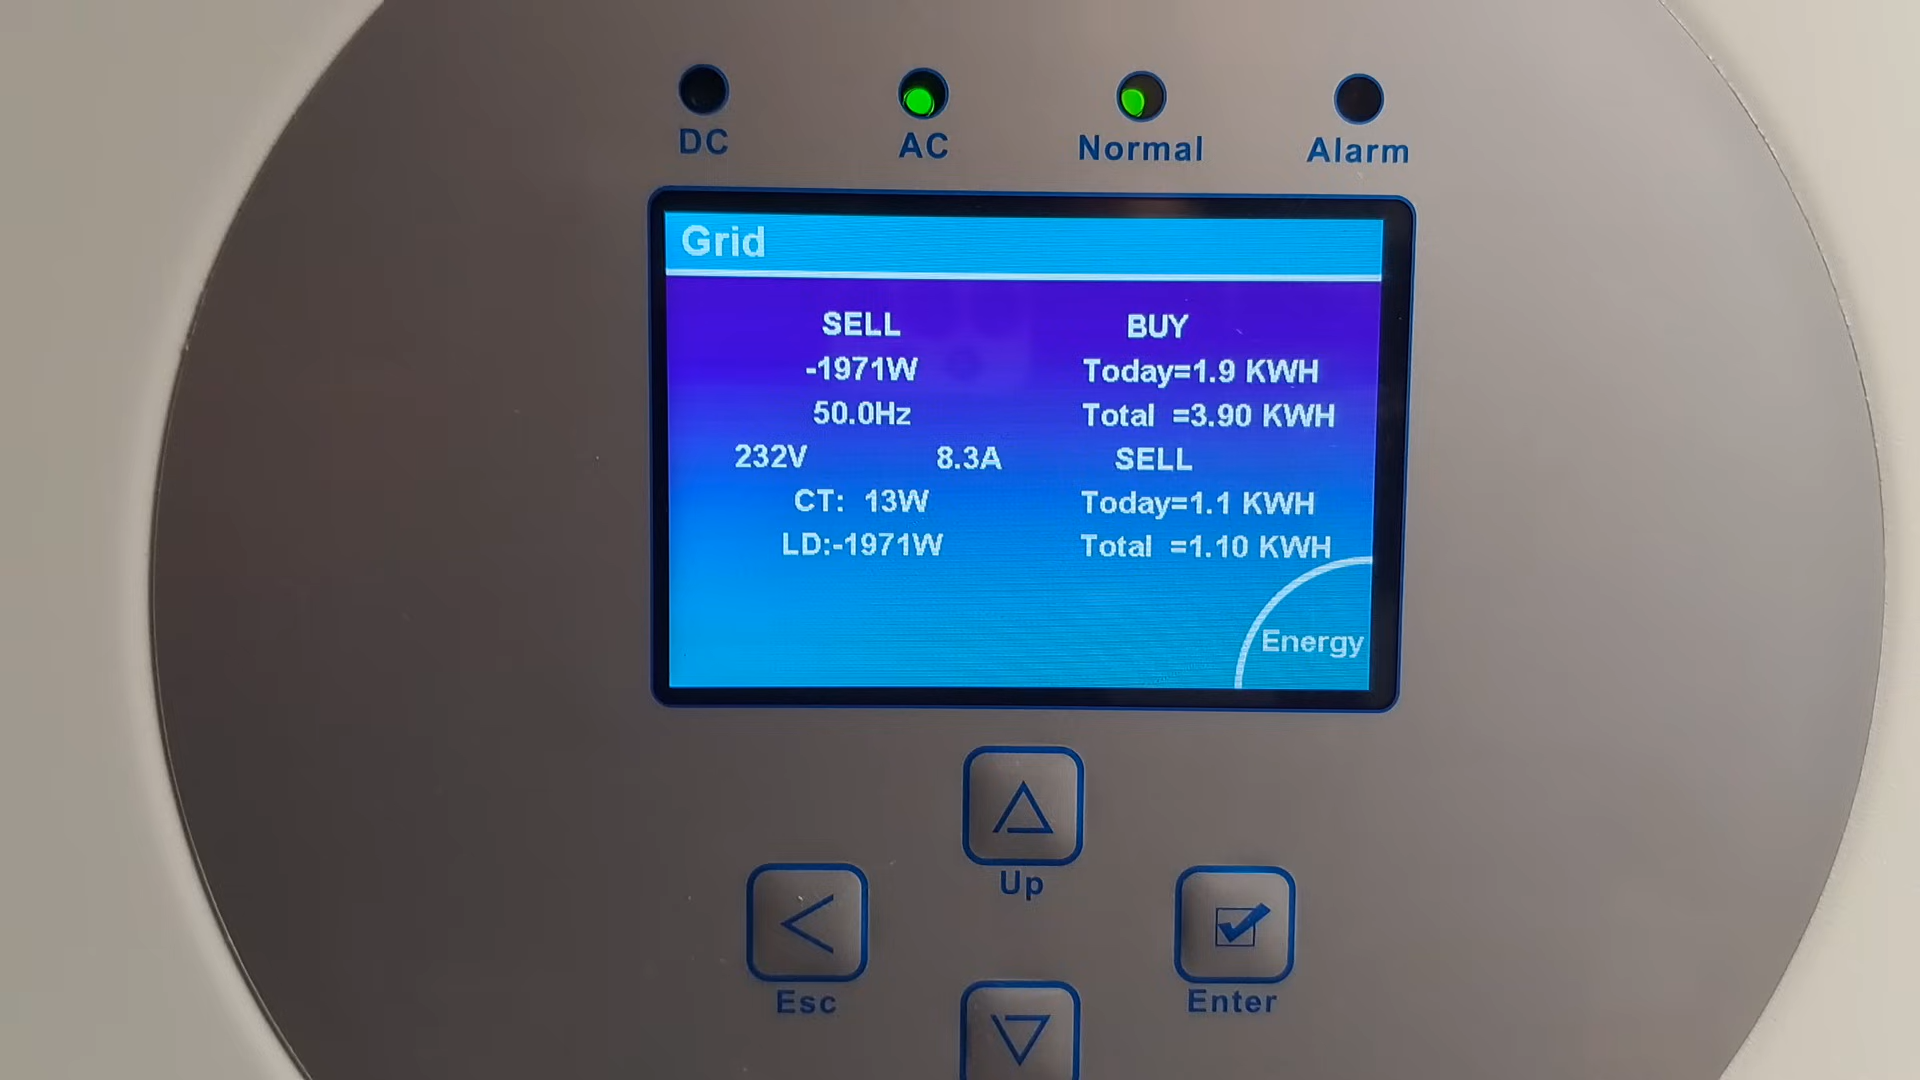 DC AC Normal Alarm
Grid
SELL BUY
-1971W Today=1.9 KWH
50.0Hz Total =3.90 KWH
232V 8.3A SELL
CT: 13W Today=1.1 KWH
LD:-1971W Total =1.10 KWH
Energy
Up
Esc Enter